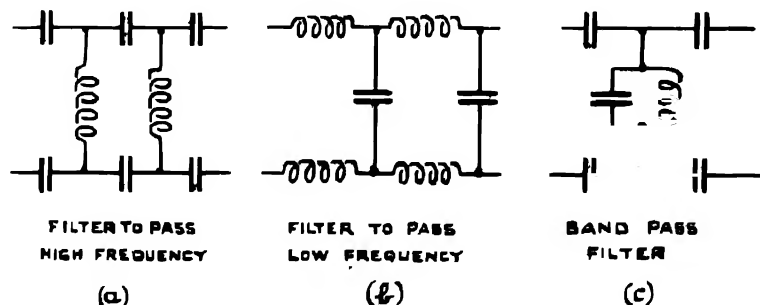 FILTER TO PASS
HIGH FREQUENCY
(a)
FILTER TO PASS
LOW FREQUENCY
(b)
BAND PASS
FILTER
(c)